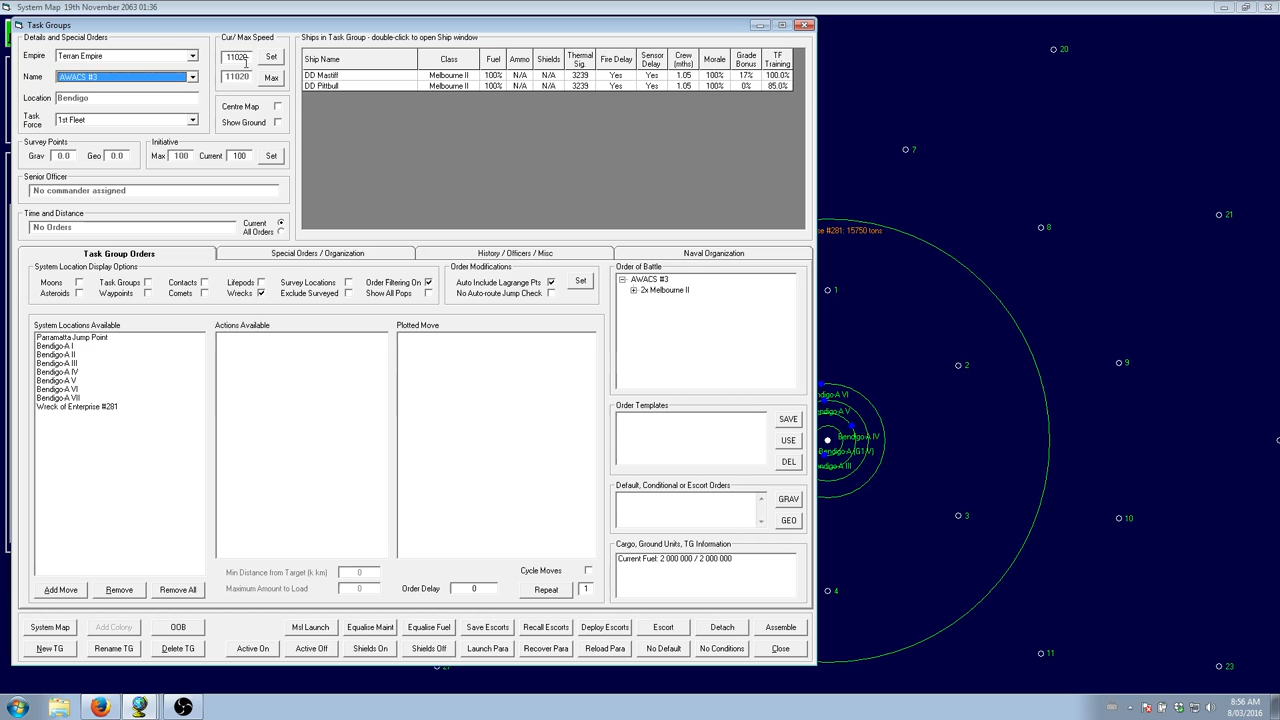 System Map 19th November 2063 01:36
Task Groups
Details and Special Orders
Empire Terran Empire
Name AWACS #3
Location Bendigo
Task Force 1st Fleet
Cur/ Max Speed
11020 Set
11020 Max
Centre Map
Show Ground
Survey Points
Grav 0.0 Geo 0.0
Initiative
Max 100 Current 100 Set
Senior Officer
No commander assigned
Time and Distance
No Orders
Current
All Orders
Ships in Task Group - double-click to open Ship window
Ship Name Class Fuel Ammo Shields Thermal Sig. Fire Delay Sensor Delay Crew (mths) Morale Grade Bonus TF Training
DD Mastiff Melbourne II 100% N/A N/A 3239 Yes Yes 1.05 100% 17% 100.0%
DD Pittbull Melbourne II 100% N/A N/A 3239 Yes Yes 1.05 100% 0% 85.0%
Task Group Orders Special Orders / Organization History / Officers / Misc Naval Organization
System Location Display Options
Moons Task Groups Contacts Lifepods Survey Locations Order Filtering On
Asteroids Waypoints Comets Wrecks Exclude Surveyed Show All Pops
Order Modifications
Auto Include Lagrange Pts Set
No Auto-route Jump Check
Order of Battle
AWACS #3
2x Melbourne II
System Locations Available
Parramatta Jump Point
Bendigo-A I
Bendigo-A II
Bendigo-A III
Bendigo-A IV
Bendigo-A V
Bendigo-A VI
Bendigo-A VII
Wreck of Enterprise #281
Actions Available
Plotted Move
Order Templates
SAVE
USE
DEL
Default, Conditional or Escort Orders
GRAV
GEO
Cargo, Ground Units, TG Information
Current Fuel: 2 000 000 / 2 000 000
Min Distance from Target (k km) 0
Maximum Amount to Load 0
Cycle Moves
Order Delay 0 Repeat 1
Add Move Remove Remove All
System Map Add Colony OOB Msl Launch Equalise Maint Equalise Fuel Save Escorts Recall Escorts Deploy Escorts Escort Detach Assemble
New TG Rename TG Delete TG Active On Active Off Shields On Shields Off Launch Para Recover Para Reload Para No Default No Conditions Close
20
7
21
8
se #281: 15750 tons
1
2
9
ndigo-A VI
endigo-A V
Bendigo-A IV
Bendigo-A (G1-V)
endigo-A III
3
10
4
11
23
8:56 AM
8/03/2016